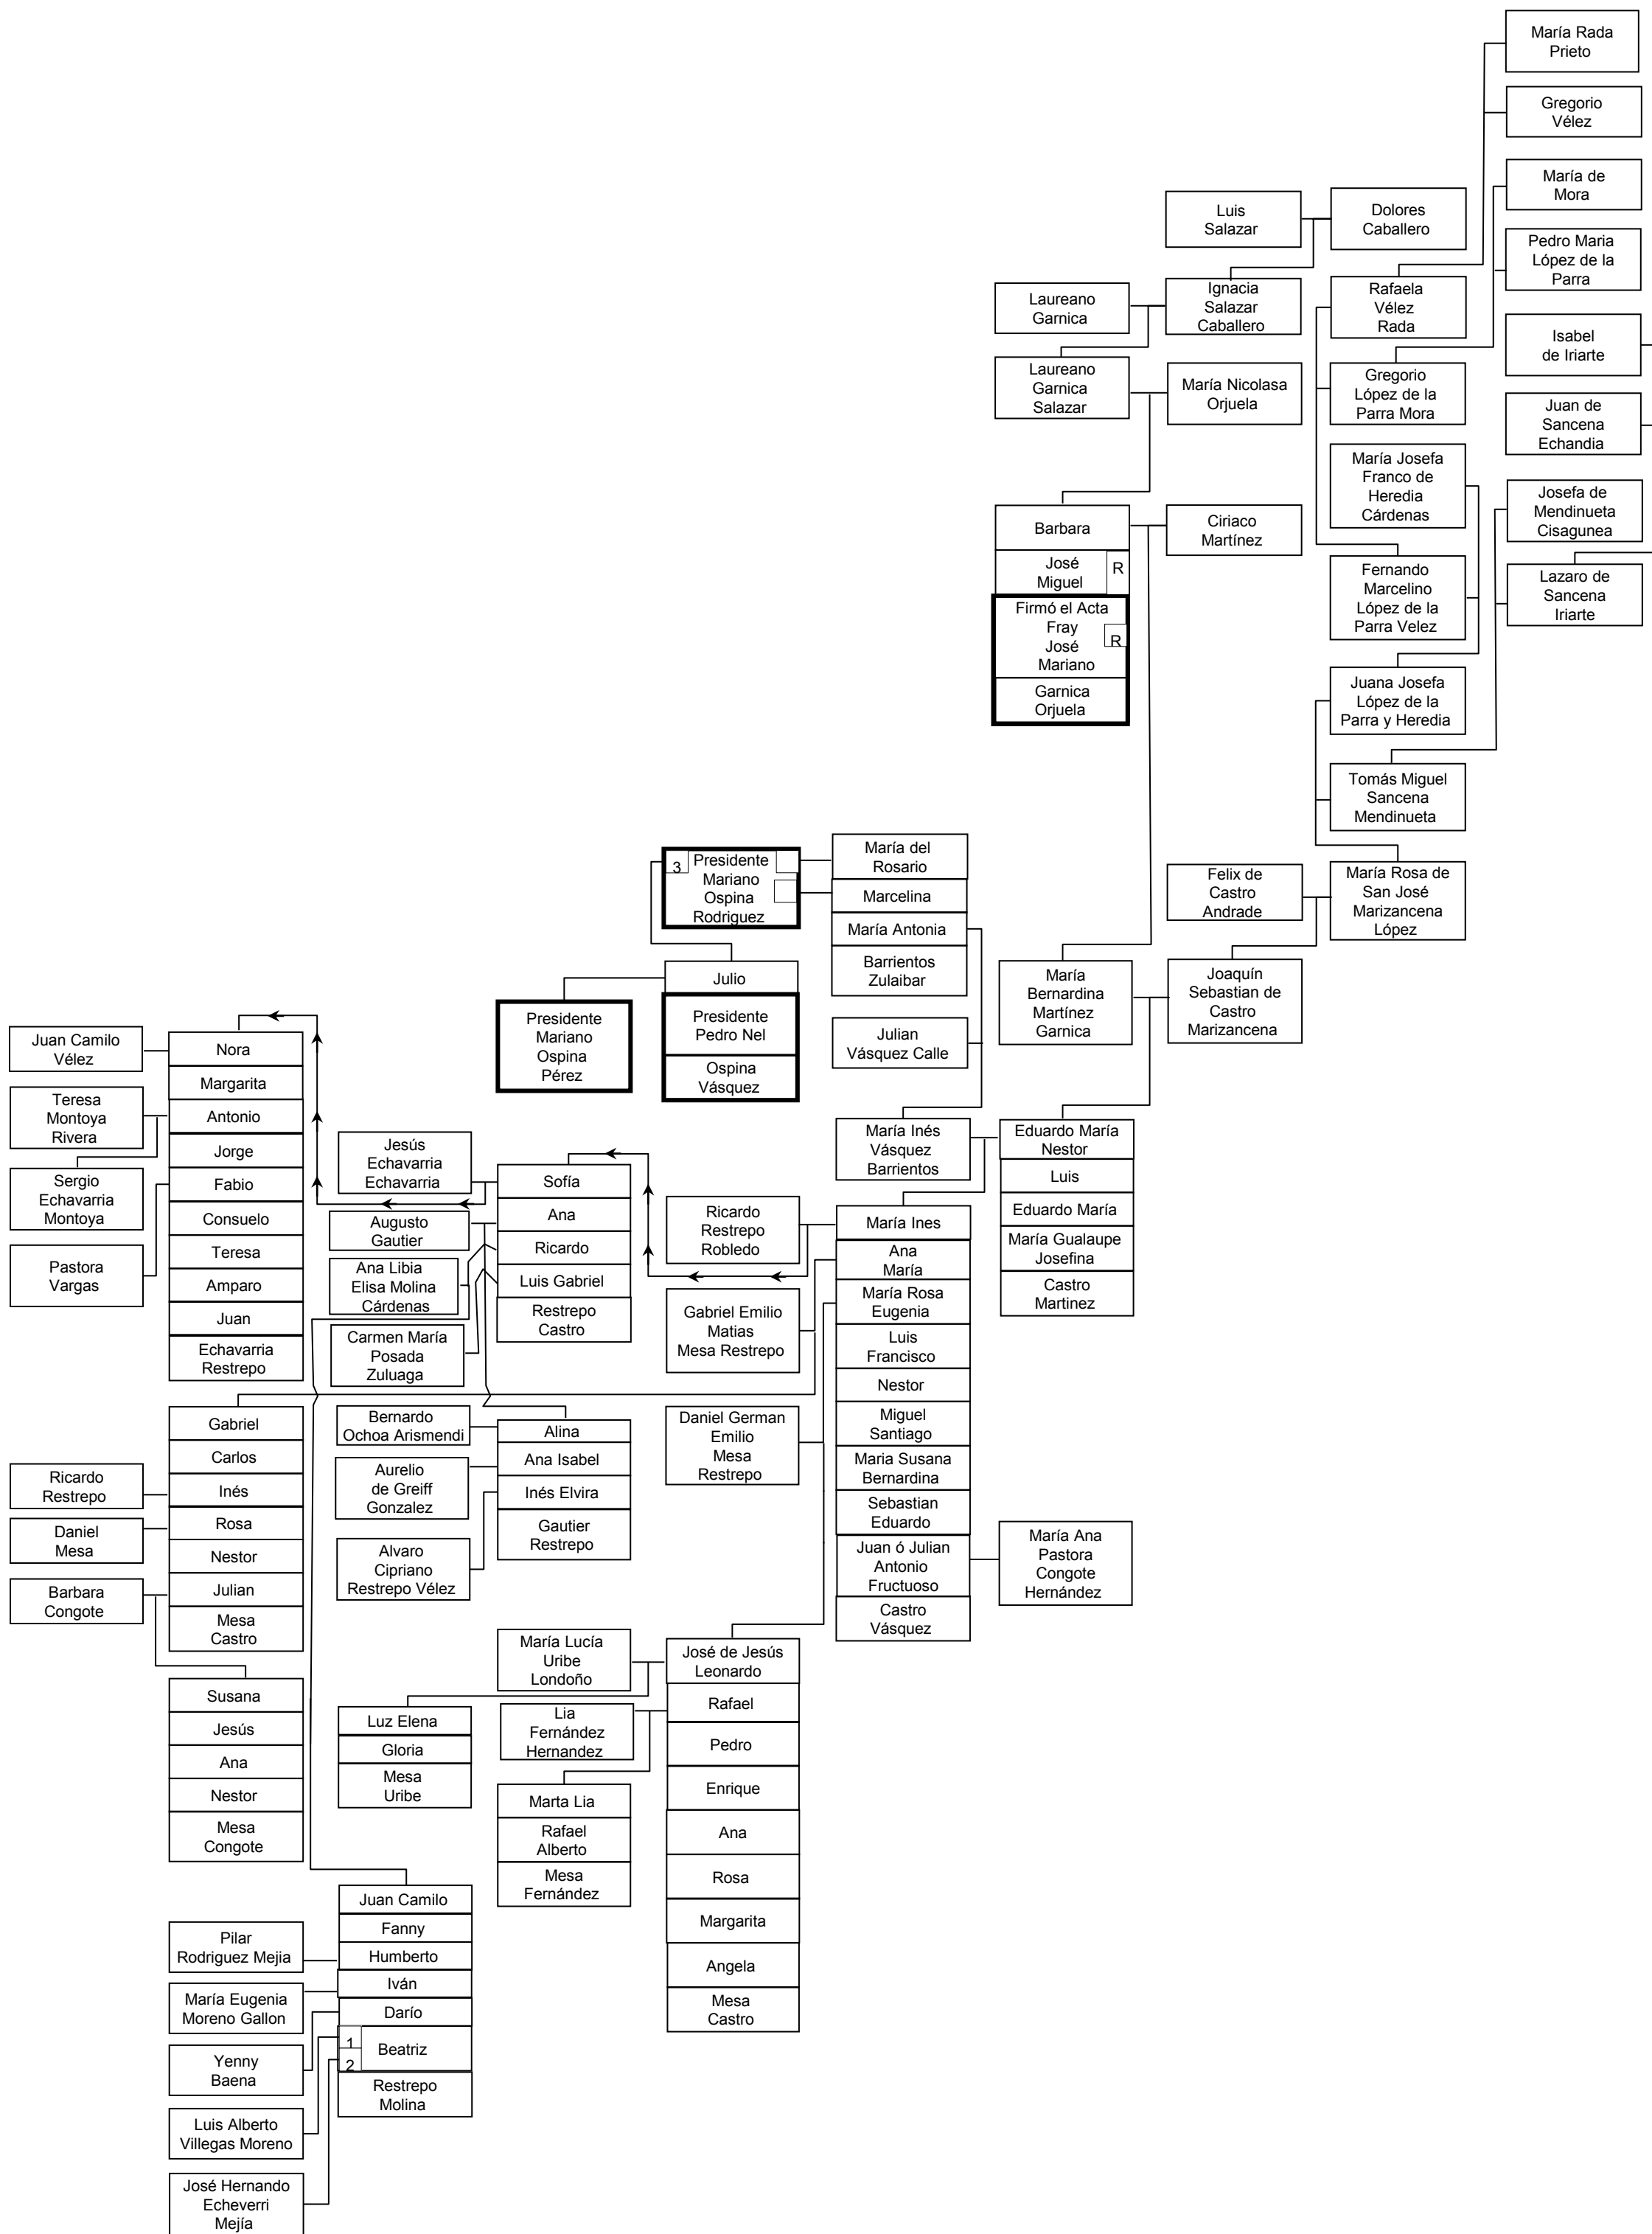 María Rada
Prieto
Gregorio
Vélez
María de
Mora
Luis
Salazar
Dolores
Caballero
Pedro Maria
López de la
Parra
Laureano
Garnica
Ignacia
Salazar
Caballero
Rafaela
Vélez
Rada
Isabel
de Iriarte
Laureano
Garnica
Salazar
María Nicolasa
Orjuela
Gregorio
López de la
Parra Mora
Juan de
Sancena
Echandia
María Josefa
Franco de
Heredia
Cárdenas
Josefa de
Mendinueta
Cisagunea
Barbara
Ciriaco
Martínez
José
Miguel
R
Fernando
Marcelino
López de la
Parra Velez
Lazaro de
Sancena
Iriarte
Firmó el Acta
Fray
José
Mariano
R
Garnica
Orjuela
Juana Josefa
López de la
Parra y Heredia
Tomás Miguel
Sancena
Mendinueta
3
Presidente
Mariano
Ospina
Rodriguez
María del
Rosario
Marcelina
María Antonia
Barrientos
Zulaibar
Felix de
Castro
Andrade
María Rosa de
San José
Marizancena
López
Julio
Presidente
Pedro Nel
Ospina
Vásquez
Presidente
Mariano
Ospina
Pérez
Julian
Vásquez Calle
María
Bernardina
Martínez
Garnica
Joaquín
Sebastian de
Castro
Marizancena
Juan Camilo
Vélez
Teresa
Montoya
Rivera
Sergio
Echavarria
Montoya
Pastora
Vargas
Nora
Margarita
Antonio
Jorge
Fabio
Consuelo
Teresa
Amparo
Juan
Echavarria
Restrepo
Jesús
Echavarria
Echavarria
Augusto
Gautier
Ana Libia
Elisa Molina
Cárdenas
Carmen María
Posada
Zuluaga
Sofía
Ana
Ricardo
Luis Gabriel
Restrepo
Castro
Ricardo
Restrepo
Robledo
Gabriel Emilio
Matias
Mesa Restrepo
María Inés
Vásquez
Barrientos
Eduardo María
Nestor
Luis
Eduardo María
María Gualaupe
Josefina
Castro
Martinez
María Ines
Ana
María
María Rosa
Eugenia
Luis
Francisco
Nestor
Miguel
Santiago
Maria Susana
Bernardina
Sebastian
Eduardo
Juan ó Julian
Antonio
Fructuoso
Castro
Vásquez
María Ana
Pastora
Congote
Hernández
Daniel German
Emilio
Mesa
Restrepo
Bernardo
Ochoa Arismendi
Aurelio
de Greiff
Gonzalez
Alvaro
Cipriano
Restrepo Vélez
Alina
Ana Isabel
Inés Elvira
Gautier
Restrepo
Ricardo
Restrepo
Daniel
Mesa
Barbara
Congote
Gabriel
Carlos
Inés
Rosa
Nestor
Julian
Mesa
Castro
Susana
Jesús
Ana
Nestor
Mesa
Congote
María Lucía
Uribe
Londoño
Lia
Fernández
Hernandez
Luz Elena
Gloria
Mesa
Uribe
Marta Lia
Rafael
Alberto
Mesa
Fernández
José de Jesús
Leonardo
Rafael
Pedro
Enrique
Ana
Rosa
Margarita
Angela
Mesa
Castro
Pilar
Rodriguez Mejia
María Eugenia
Moreno Gallon
Yenny
Baena
Luis Alberto
Villegas Moreno
José Hernando
Echeverri
Mejía
Juan Camilo
Fanny
Humberto
Iván
Darío
1
2
Beatriz
Restrepo
Molina